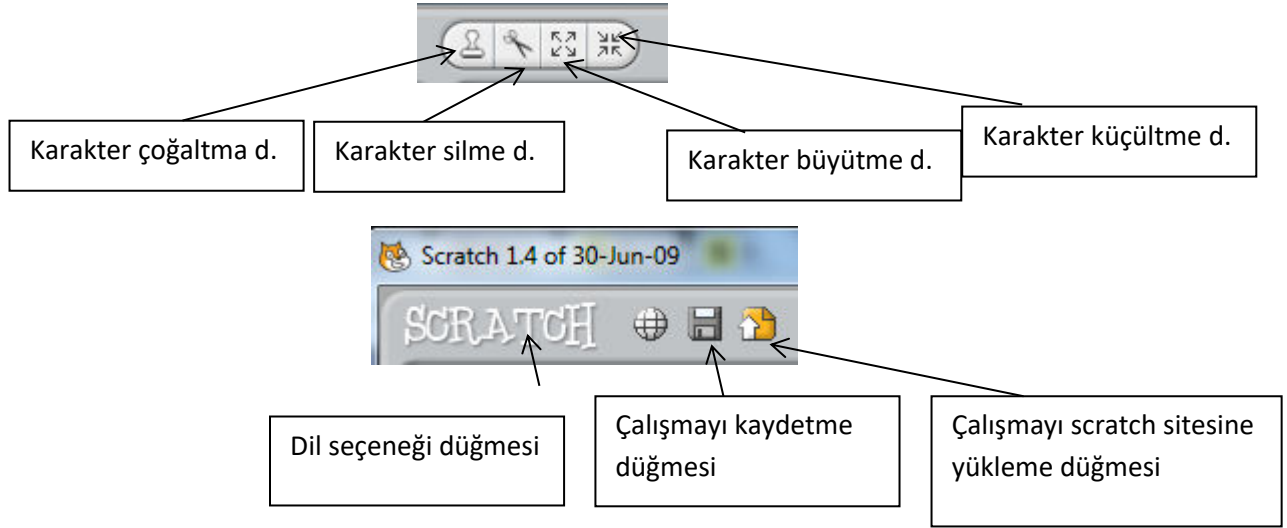 Karakter çoğaltma d.
Karakter silme d.
Karakter büyütme d.
Karakter küçültme d.
Scratch 1.4 of 30-Jun-09
SCRATCH
Dil seçeneği düğmesi
Çalışmayı kaydetme
düğmesi
Çalışmayı scratch sitesine
yükleme düğmesi